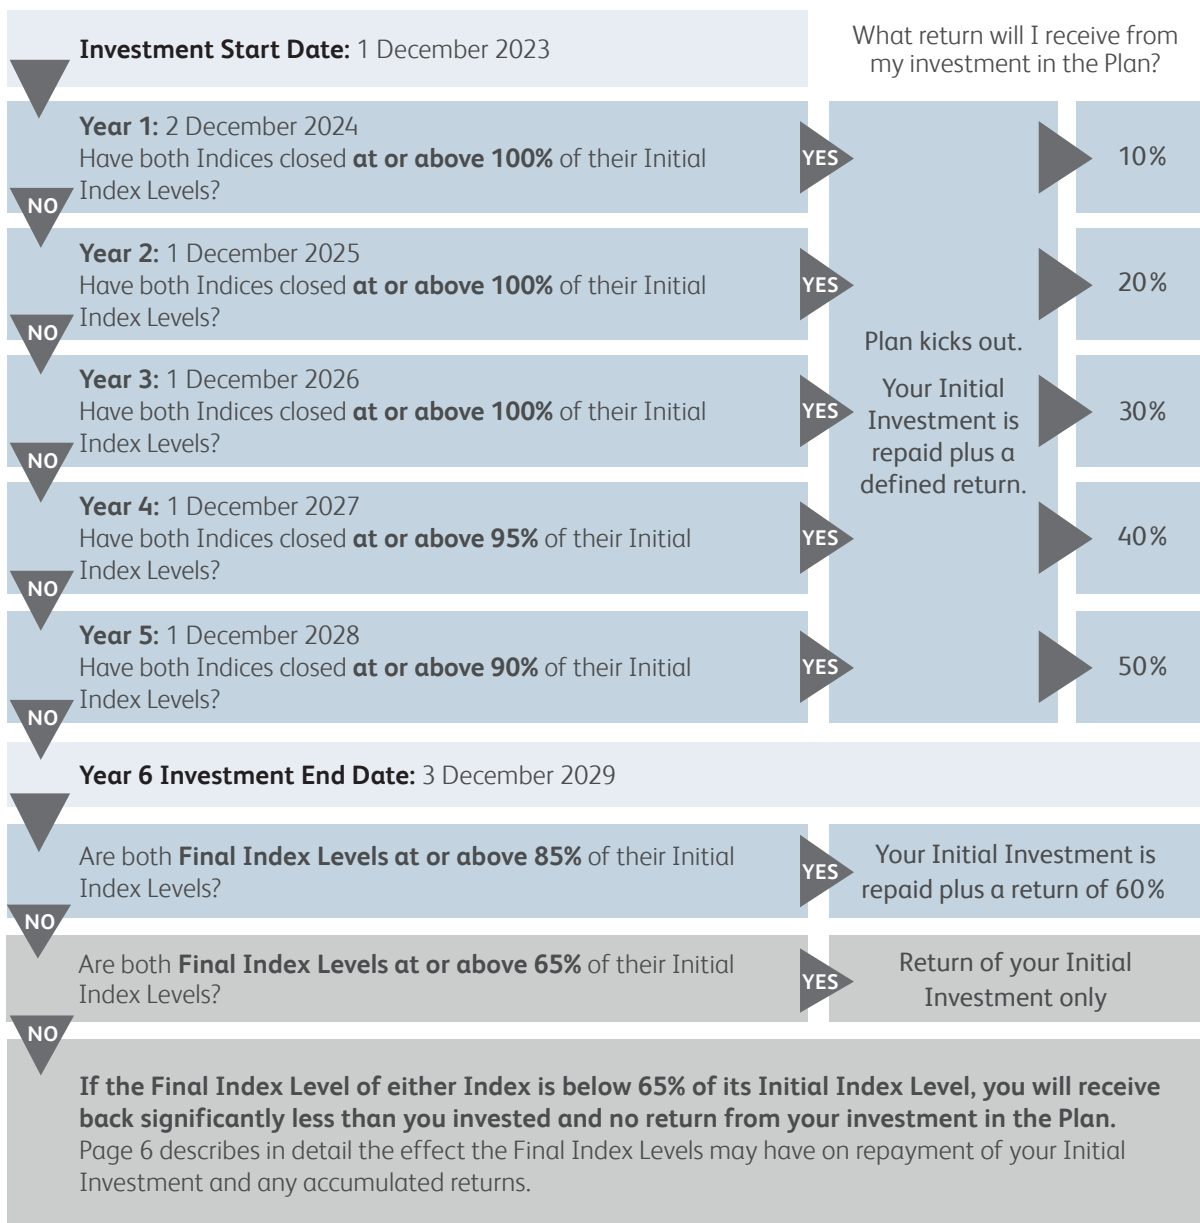 Investment Start Date: 1 December 2023
What return will I receive from
my investment in the Plan?
Year 1: 2 December 2024
Have both Indices closed at or above 100% of their Initial
Index Levels?
YES
10%
NO
Year 2: 1 December 2025
Have both Indices closed at or above 100% of their Initial
Index Levels?
YES
20%
NO
Year 3: 1 December 2026
Have both Indices closed at or above 100% of their Initial
Index Levels?
YES
Plan kicks out.
Your Initial
Investment is
repaid plus a
defined return.
30%
NO
Year 4: 1 December 2027
Have both Indices closed at or above 95% of their Initial
Index Levels?
YES
40%
NO
Year 5: 1 December 2028
Have both Indices closed at or above 90% of their Initial
Index Levels?
YES
50%
NO
Year 6 Investment End Date: 3 December 2029
Are both Final Index Levels at or above 85% of their Initial
Index Levels?
YES
Your Initial Investment is
repaid plus a return of 60%
NO
Are both Final Index Levels at or above 65% of their Initial
Index Levels?
YES
Return of your Initial
Investment only
NO
If the Final Index Level of either Index is below 65% of its Initial Index Level, you will receive
back significantly less than you invested and no return from your investment in the Plan.
Page 6 describes in detail the effect the Final Index Levels may have on repayment of your Initial
Investment and any accumulated returns.